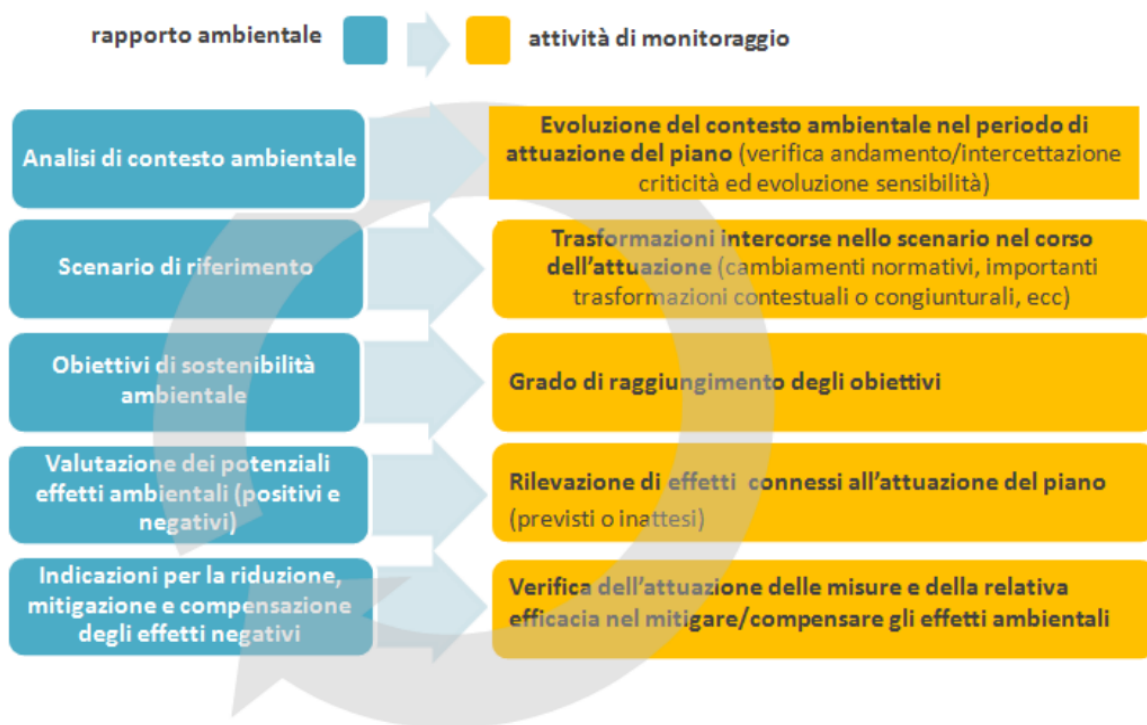 rapporto ambientale
attività di monitoraggio
Analisi di contesto ambientale
Evoluzione del contesto ambientale nel periodo di
attuazione del piano (verifica andamento/intercettazione
criticità ed evoluzione sensibilità)
Scenario di riferimento
Trasformazioni intercorse nello scenario nel corso
dell'attuazione (cambiamenti normativi, importanti
trasformazioni contestuali o congiunturali, ecc)
Obiettivi di sostenibilità
ambientale
Grado di raggiungimento degli obiettivi
Valutazione dei potenziali
effetti ambientali (positivi e
negativi)
Rilevazione di effetti connessi all'attuazione del piano
(previsti o inattesi)
Indicazioni per la riduzione,
mitigazione e compensazione
degli effetti negativi
Verifica dell'attuazione delle misure e della relativa
efficacia nel mitigare/compensare gli effetti ambientali